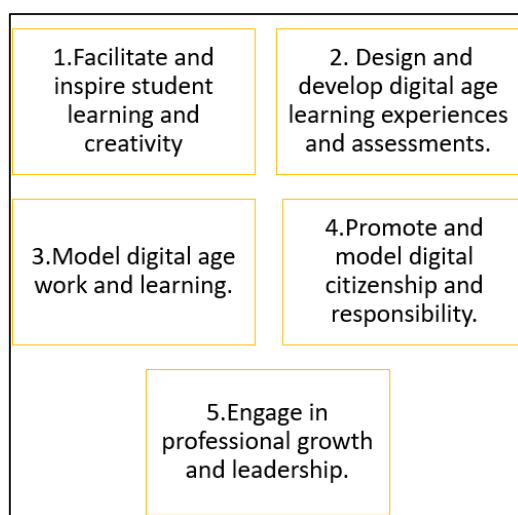 1.Facilitate and
inspire student
learning and
creativity
2. Design and
develop digital age
learning experiences
and assessments.
3.Model digital age
work and learning.
4.Promote and
model digital
citizenship and
responsibility.
5.Engage in
professional growth
and leadership.